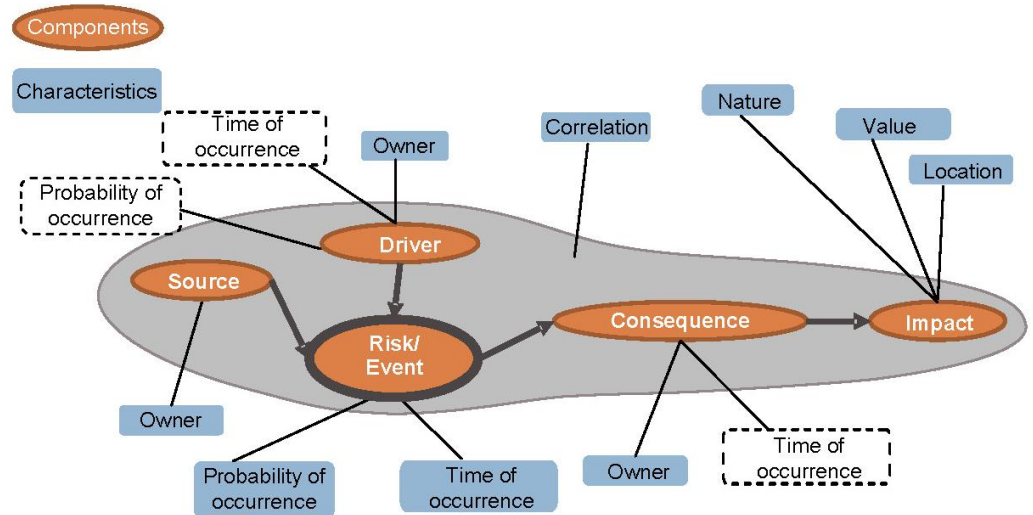 Components
Characteristics
Time of
occurrence
Owner
Correlation
Nature
Value
Location
Probability of
occurrence
Driver
Source
Risk/
Event
Consequence
Impact
Owner
Probability of
occurrence
Time of
occurrence
Owner
Time of
occurrence